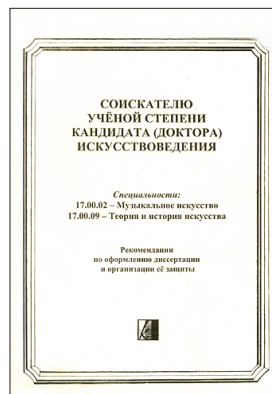 СОИСКАТЕЛЮ
УЧЁНОЙ СТЕПЕНИ
КАНДИДАТА (ДОКТОРА)
ИСКУССТВОВЕДЕНИЯ
Специальности:
17.00.02 – Музыкальное искусство
17.00.09 – Теория и история искусства
Рекомендации
по оформлению диссертации
и организации её защиты